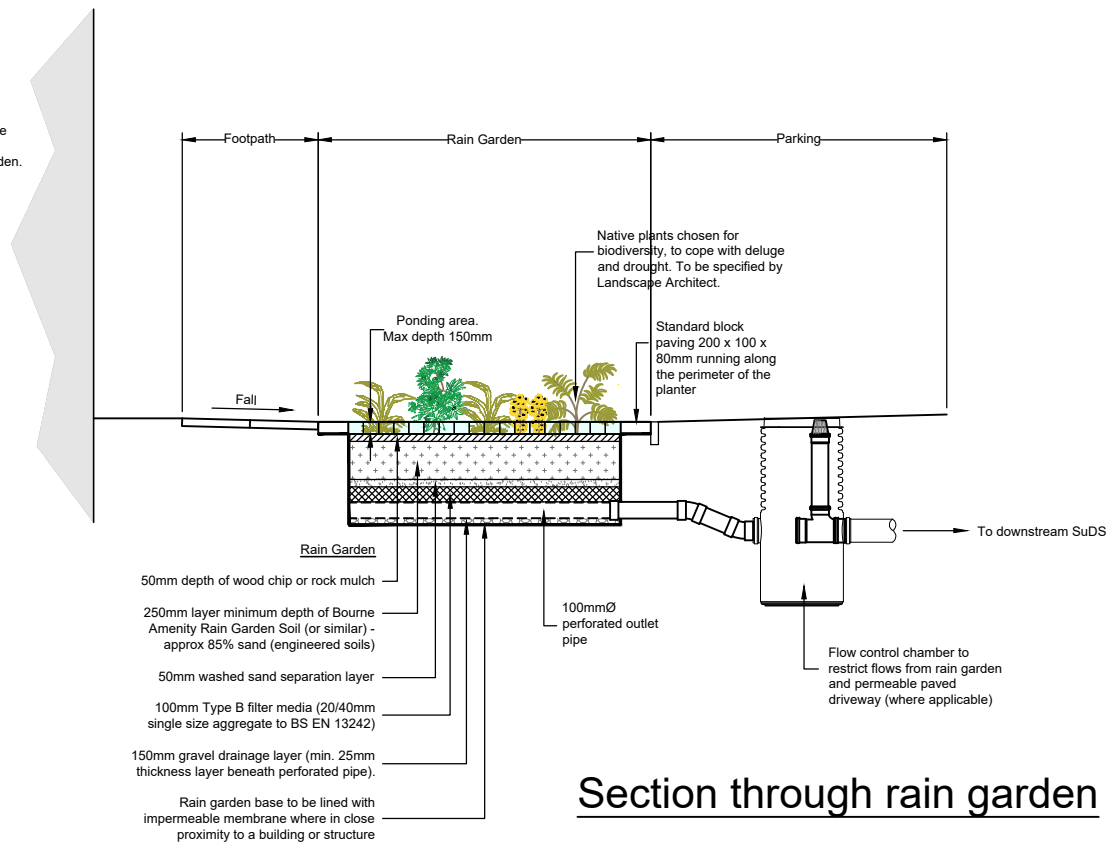 e
den.
Footpath
Rain Garden
Parking
Native plants chosen for
biodiversity, to cope with deluge
and drought. To be specified by
Landscape Architect.
Ponding area.
Max depth 150mm
Standard block
paving 200 x 100 x
80mm running along
the perimeter of the
planter
Fall
To downstream SuDS
Rain Garden
50mm depth of wood chip or rock mulch
250mm layer minimum depth of Bourne
Amenity Rain Garden Soil (or similar) -
approx 85% sand (engineered soils)
50mm washed sand separation layer
100mm Type B filter media (20/40mm
single size aggregate to BS EN 13242)
150mm gravel drainage layer (min. 25mm
thickness layer beneath perforated pipe).
Rain garden base to be lined with
impermeable membrane where in close
proximity to a building or structure
100mmØ
perforated outlet
pipe
Flow control chamber to
restrict flows from rain garden
and permeable paved
driveway (where applicable)
Section through rain garden